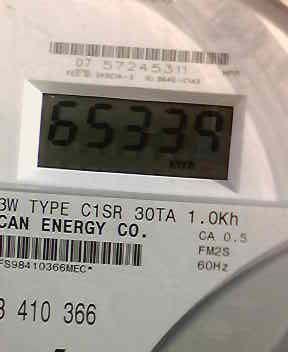 07 57245311
65339
KWH
3W TYPE C1SR 30TA 1.0Kh
CAN ENERGY CO.
CA 0.5
FM2S
60Hz
FS98410366MEC*
8 410 366